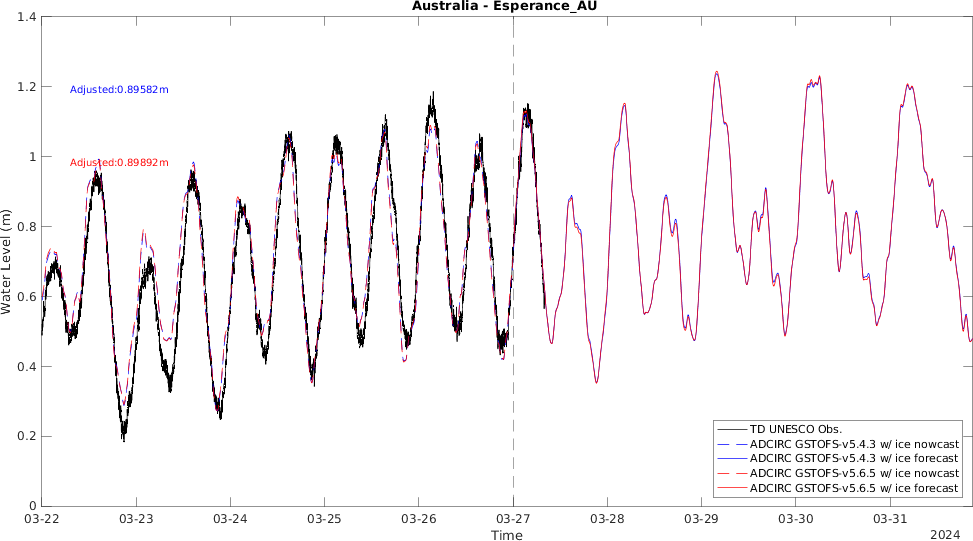 Australia - Esperance_AU
1.4
1.2
1
0.8
0.6
0.4
0.2
0
Water Level (m)
Adjusted:0.89582m
Adjusted:0.89892m
TD UNESCO Obs.
ADCIRC GSTOFS-v5.4.3 w/ ice nowcast
ADCIRC GSTOFS-v5.4.3 w/ ice forecast
ADCIRC GSTOFS-v5.6.5 w/ ice nowcast
ADCIRC GSTOFS-v5.6.5 w/ ice forecast
03-22 03-23 03-24 03-25 03-26 03-27 03-28 03-29 03-30 03-31
Time
2024